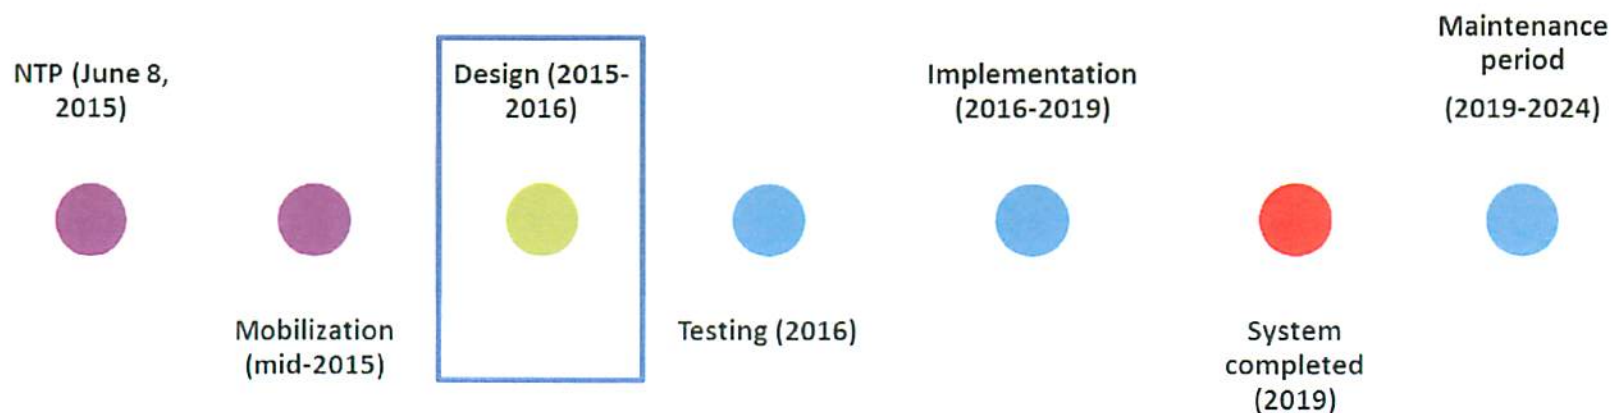 NTP (June 8,
2015)
Mobilization
(mid-2015)
Design (2015-
2016)
Testing (2016)
Implementation
(2016-2019)
System
completed
(2019)
Maintenance
period
(2019-2024)